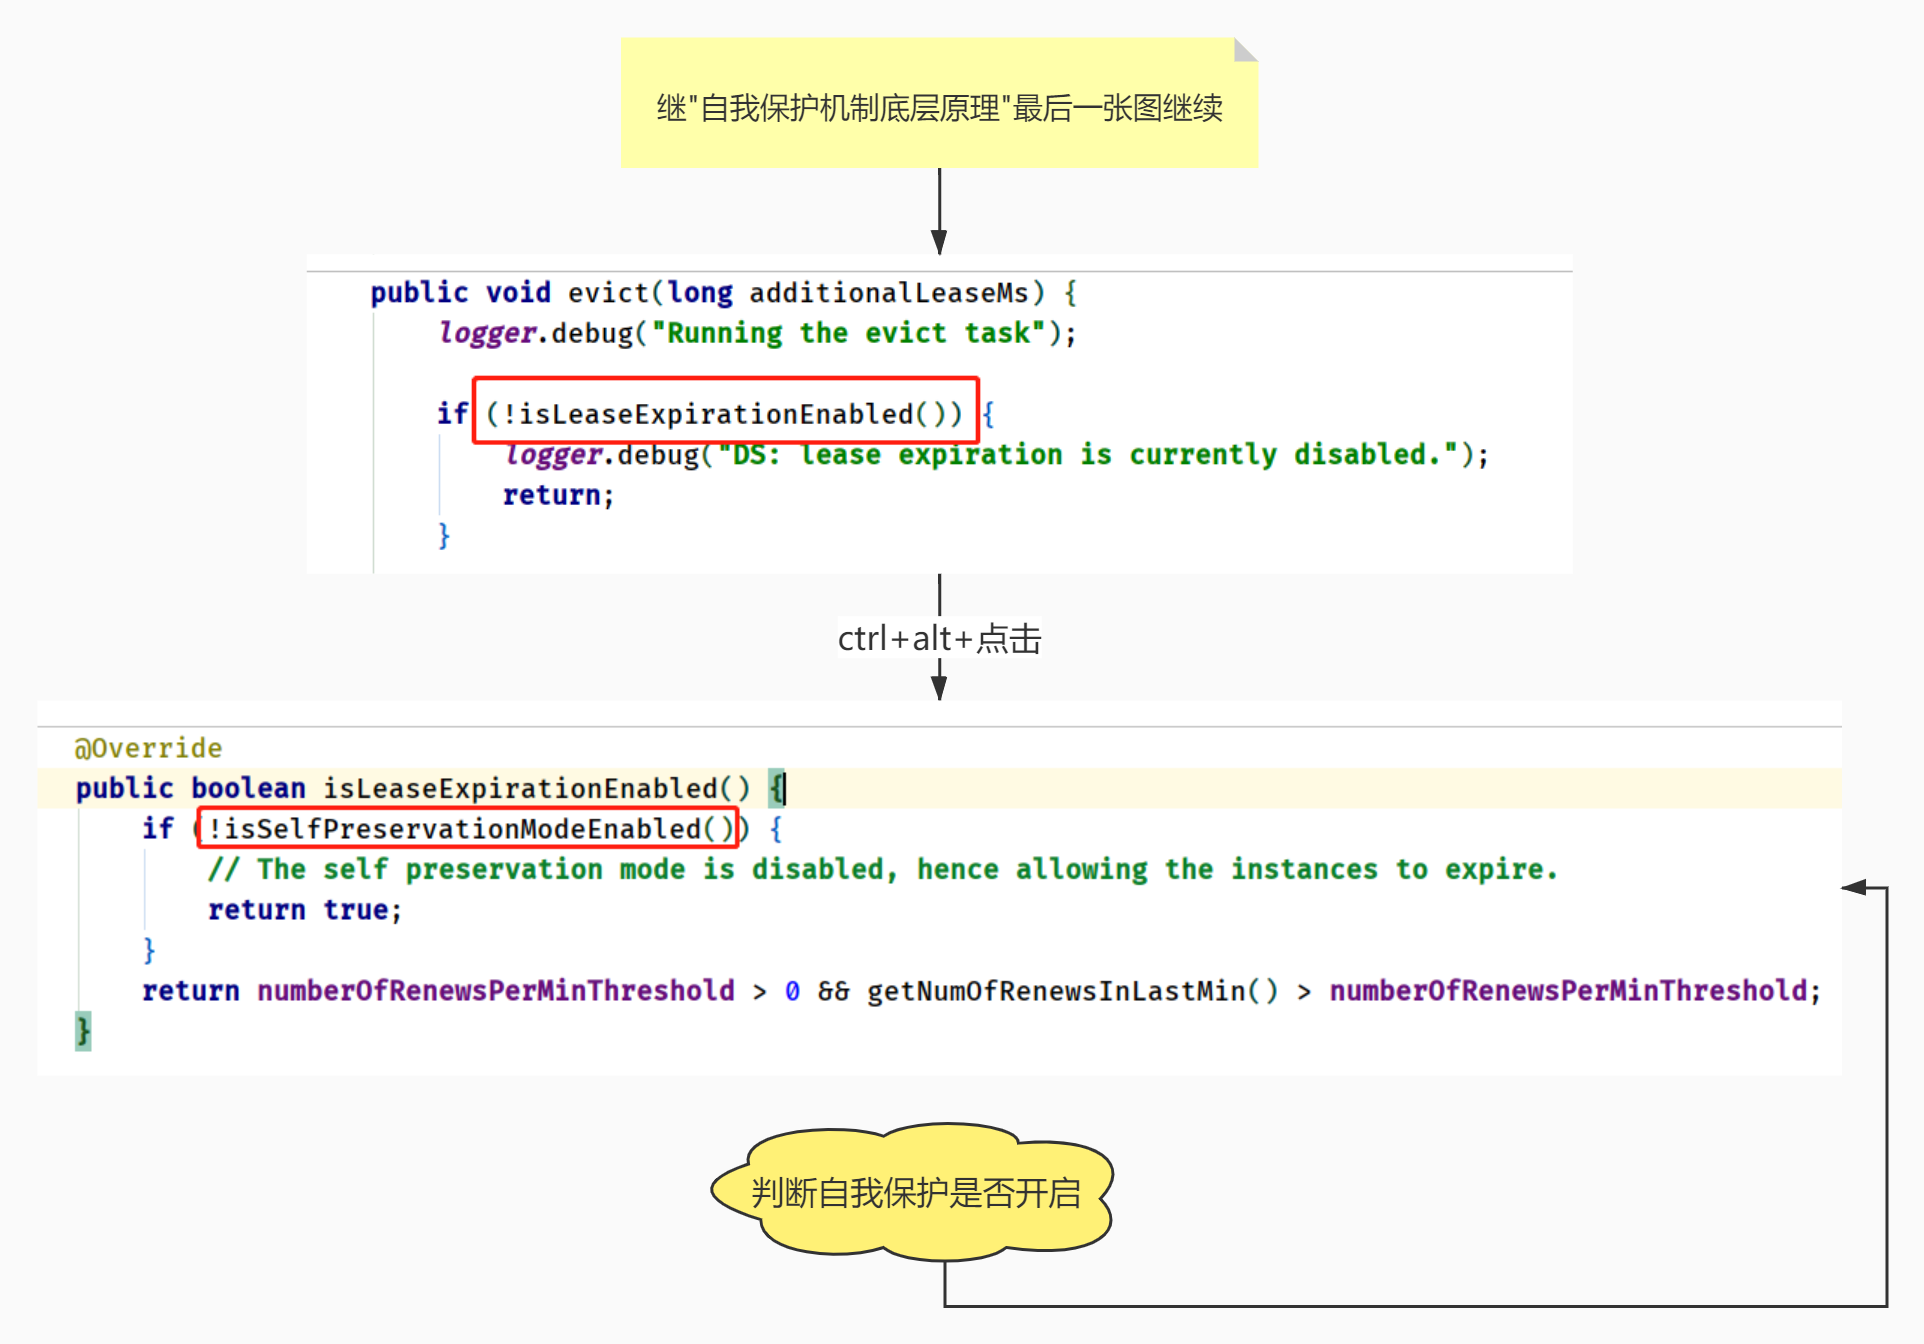 继"自我保护机制底层原理"最后一张图继续
public void evict(long additionalLeaseMs) {
logger.debug("Running the evict task");
if (!isLeaseExpirationEnabled()) {
logger.debug("DS: lease expiration is currently disabled.");
return;
}
ctrl+alt+点击
@Override
public boolean isLeaseExpirationEnabled() {
if (!isSelfPreservationModeEnabled()) {
// The self preservation mode is disabled, hence allowing the instances to expire.
return true;
}
return numberOfRenewsPerMinThreshold > 0 && getNumOfRenewsInLastMin() > numberOfRenewsPerMinThreshold;
}
判断自我保护是否开启